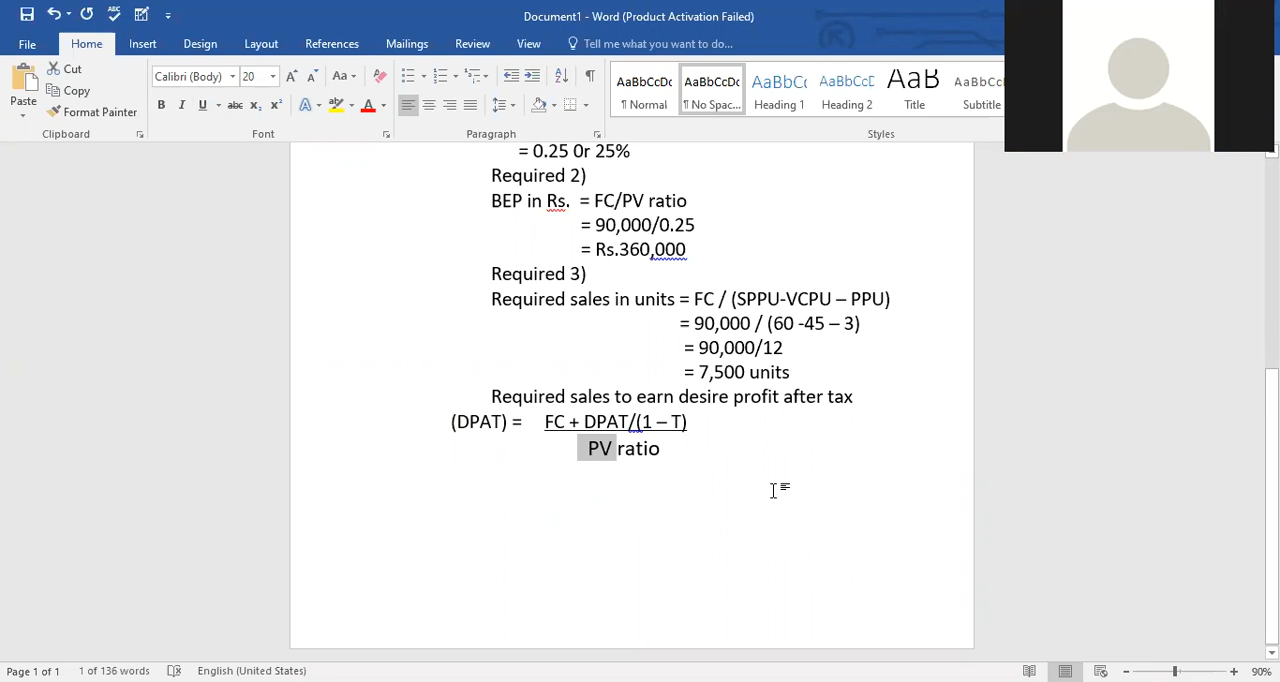 Document1 - Word (Product Activation Failed)
File Home Insert Design Layout References Mailings Review View Tell me what you want to do...
Paste
Cut
Copy
Format Painter
Calibri (Body) 20
AaBbCcDc AaBbCcDc AaBbCc AaBbCcD AaB AaBbCcD
¶ Normal ¶ No Spac... Heading 1 Heading 2 Title Subtitle
Clipboard Font Paragraph Styles
= 0.25 0r 25%
Required 2)
BEP in Rs. = FC/PV ratio
= 90,000/0.25
= Rs.360,000
Required 3)
Required sales in units = FC / (SPPU-VCPU – PPU)
= 90,000 / (60 -45 – 3)
= 90,000/12
= 7,500 units
Required sales to earn desire profit after tax
(DPAT) = FC + DPAT/(1 – T)
PV ratio
Page 1 of 1 1 of 136 words English (United States) 90%